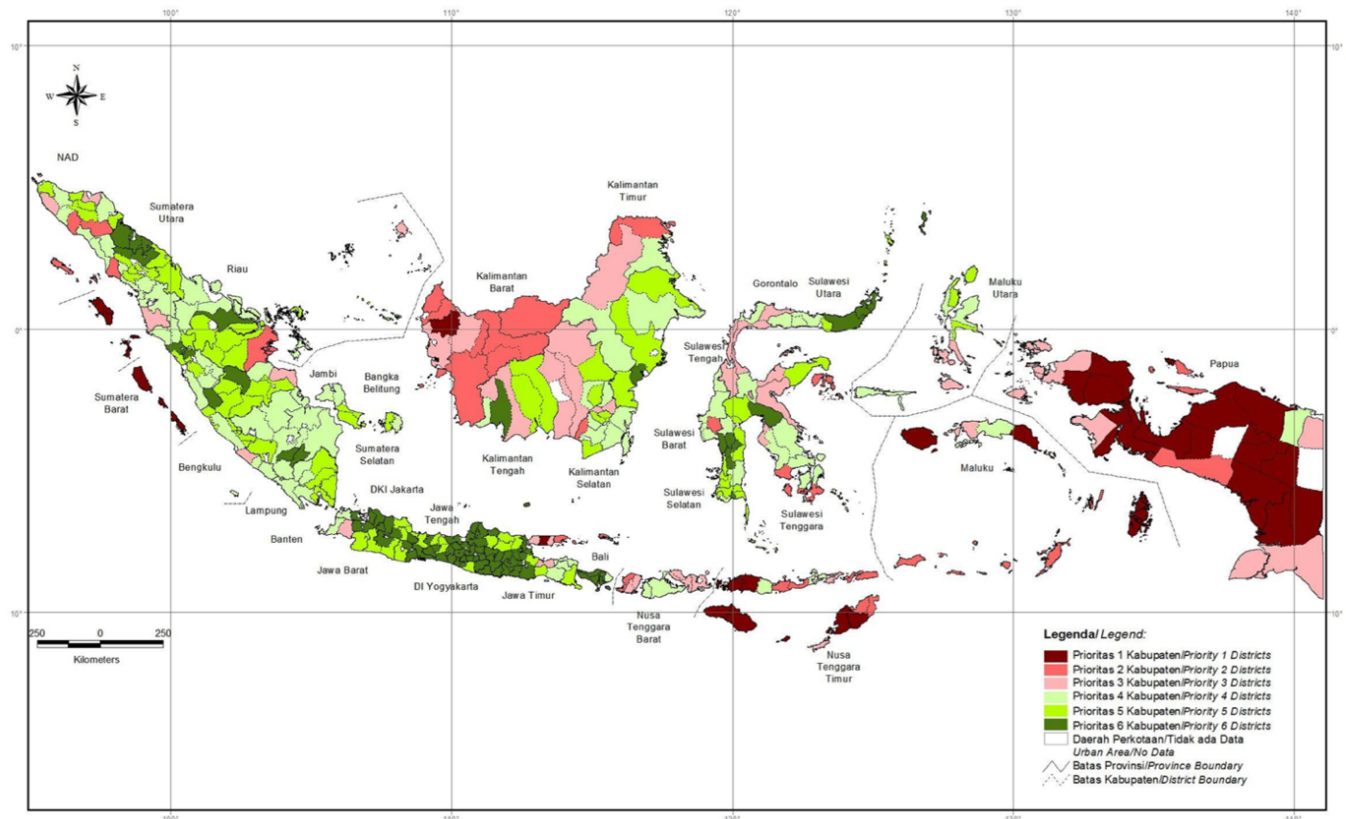 100°
110°
120°
130°
140°
10°
10°
N
W E
S
NAD
Sumatera
Utara
Riau
Kalimantan
Timur
Kalimantan
Barat
Gorontalo
Sulawesi
Utara
Maluku
Utara
0°
0°
Sulawesi
Tengah
Papua
Jambi
Bangka
Belitung
Sumatera
Barat
Sulawesi
Barat
Sumatera
Selatan
Bengkulu
Kalimantan
Tengah
Kalimantan
Selatan
Maluku
DKI Jakarta
Sulawesi
Selatan
Lampung
Jawa
Tengah
Sulawesi
Tenggara
Banten
Bali
Jawa Barat
DI Yogyakarta
Jawa Timur
10°
10°
Nusa
Tenggara
Barat
Nusa
Tenggara
Timur
250 0 250
Kilometers
Legenda/ Legend:
Prioritas 1 Kabupaten/Priority 1 Districts
Prioritas 2 Kabupaten/Priority 2 Districts
Prioritas 3 Kabupaten/Priority 3 Districts
Prioritas 4 Kabupaten/Priority 4 Districts
Prioritas 5 Kabupaten/Priority 5 Districts
Prioritas 6 Kabupaten/Priority 6 Districts
Daerah Perkotaan/Tidak ada Data
Urban Area/No Data
Batas Provinsi/Province Boundary
Batas Kabupaten/District Boundary